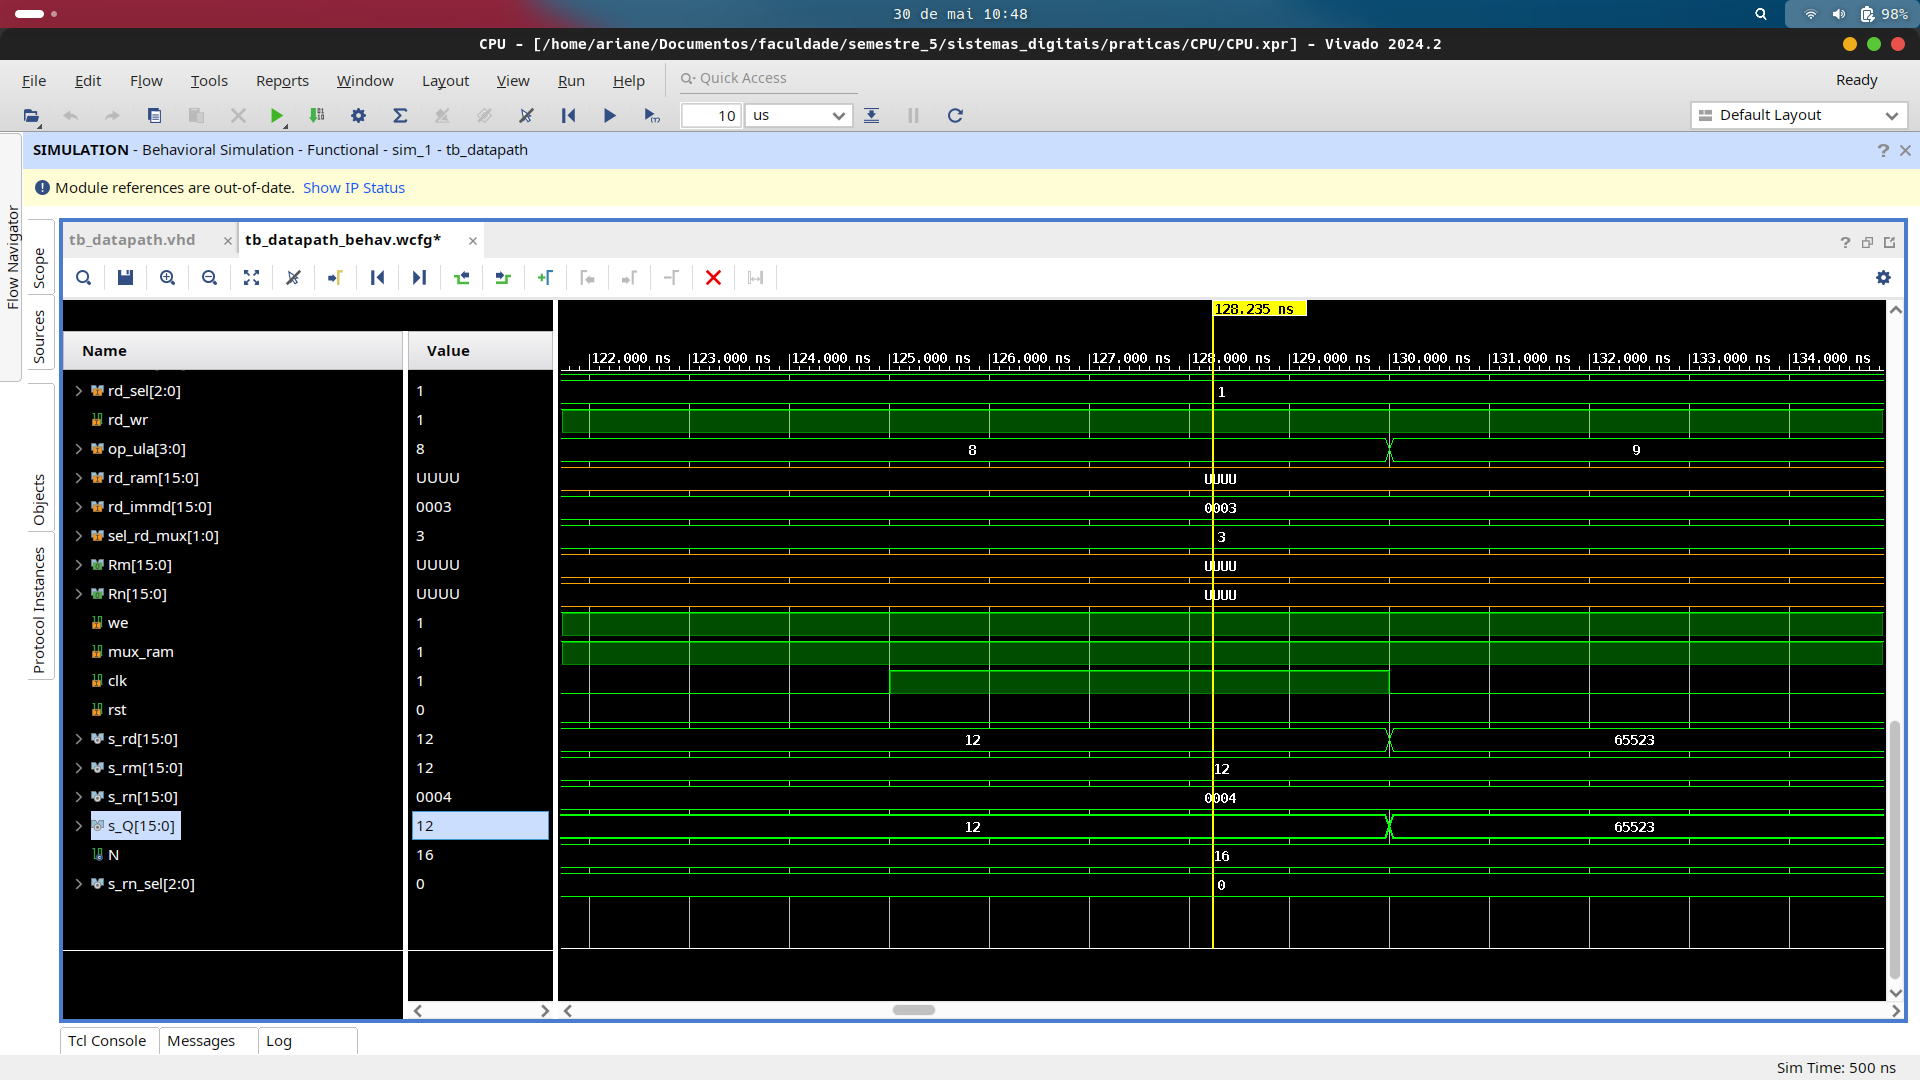 30 de mai 10:48
98%
CPU - [/home/ariane/Documentos/faculdade/semestre_5/sistemas_digitais/praticas/CPU/CPU.xpr] - Vivado 2024.2
File Edit Flow Tools Reports Window Layout View Run Help Quick Access Ready
10 us Default Layout
SIMULATION - Behavioral Simulation - Functional - sim_1 - tb_datapath
Module references are out-of-date. Show IP Status
Flow Navigator
Scope
Sources
Objects
Protocol Instances
tb_datapath.vhd tb_datapath_behav.wcfg*
128.235 ns
Name Value 122.000 ns 123.000 ns 124.000 ns 125.000 ns 126.000 ns 127.000 ns 128.000 ns 129.000 ns 130.000 ns 131.000 ns 132.000 ns 133.000 ns 134.000 ns
rd_sel[2:0] 1 1
rd_wr 1
op_ula[3:0] 8 8 9
rd_ram[15:0] UUUU UUUU
rd_immd[15:0] 0003 0003
sel_rd_mux[1:0] 3 3
Rm[15:0] UUUU UUUU
Rn[15:0] UUUU UUUU
we 1
mux_ram 1
clk 1
rst 0
s_rd[15:0] 12 12 65523
s_rm[15:0] 12 12
s_rn[15:0] 0004 0004
s_Q[15:0] 12 12 65523
N 16 16
s_rn_sel[2:0] 0 0
Tcl Console Messages Log
Sim Time: 500 ns